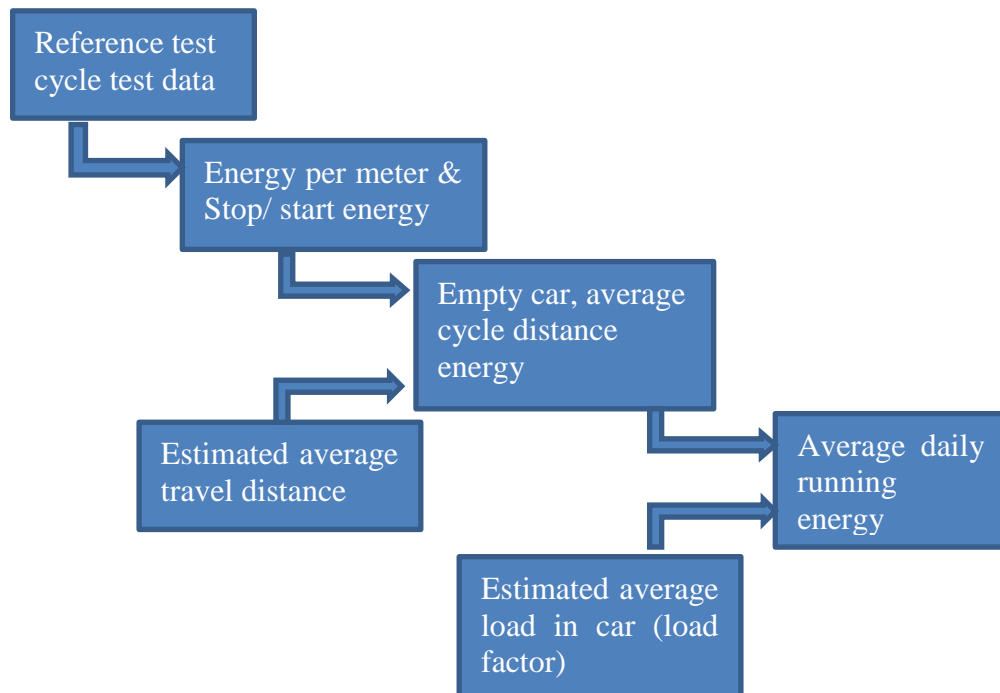 Reference test
cycle test data
Energy per meter &
Stop/ start energy
Empty car, average
cycle distance
energy
Estimated average
travel distance
Average daily
running
energy
Estimated average
load in car (load
factor)